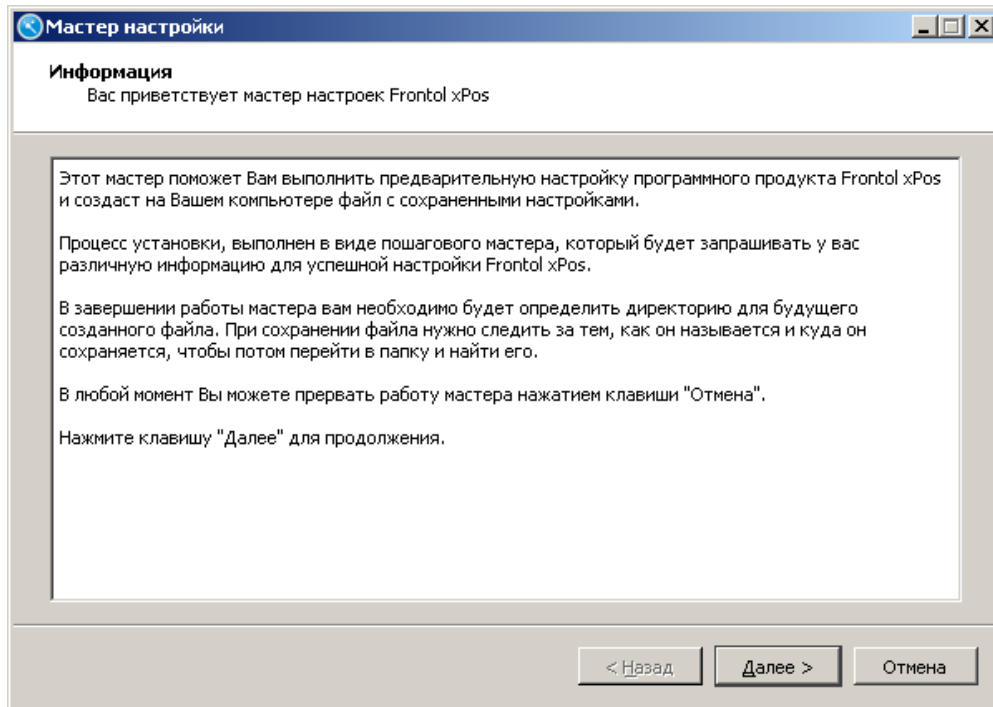 Мастер настройки
Информация
Вас приветствует мастер настроек Frontol xPos
Этот мастер поможет Вам выполнить предварительную настройку программного продукта Frontol xPos
и создаст на Вашем компьютере файл с сохраненными настройками.
Процесс установки, выполнен в виде пошагового мастера, который будет запрашивать у вас
различную информацию для успешной настройки Frontol xPos.
В завершении работы мастера вам необходимо будет определить директорию для будущего
созданного файла. При сохранении файла нужно следить за тем, как он называется и куда он
сохраняется, чтобы потом перейти в папку и найти его.
В любой момент Вы можете прервать работу мастера нажатием клавиши "Отмена".
Нажмите клавишу "Далее" для продолжения.
< Назад Далее > Отмена